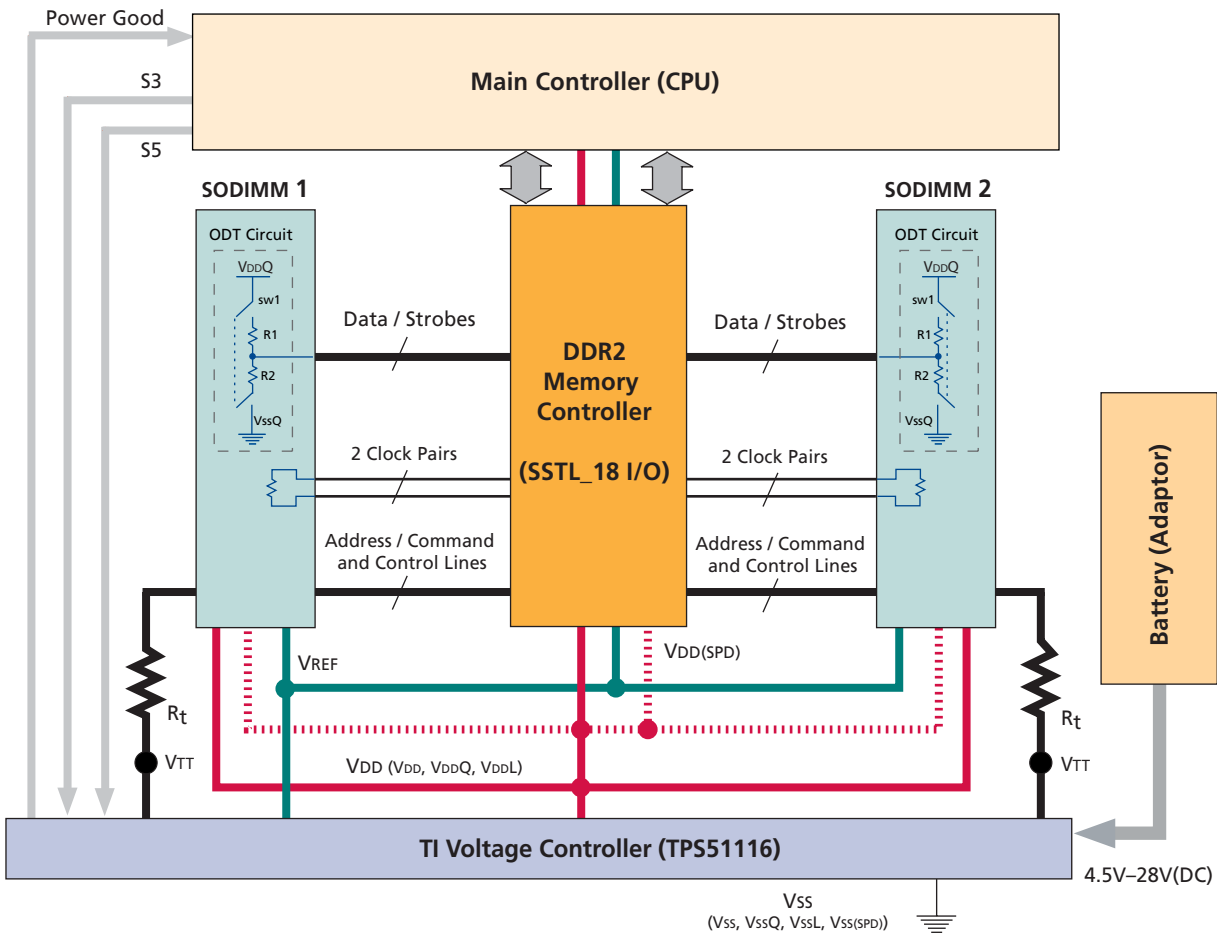 Power Good
Main Controller (CPU)
S3
S5
SODIMM 1
SODIMM 2
ODT Circuit
VDDQ
sw1
R1
R2
VssQ
ODT Circuit
VDDQ
sw1
R1
R2
VssQ
Data / Strobes
Data / Strobes
DDR2
Memory
Controller
(SSTL_18 I/O)
2 Clock Pairs
2 Clock Pairs
Address / Command
and Control Lines
Address / Command
and Control Lines
Battery (Adaptor)
VREF
VDD(SPD)
Rt
Rt
VTT
VTT
VDD (VDD, VDDQ, VDDL)
TI Voltage Controller (TPS51116)
4.5V–28V(DC)
Vss
(Vss, VssQ, VssL, Vss(SPD))